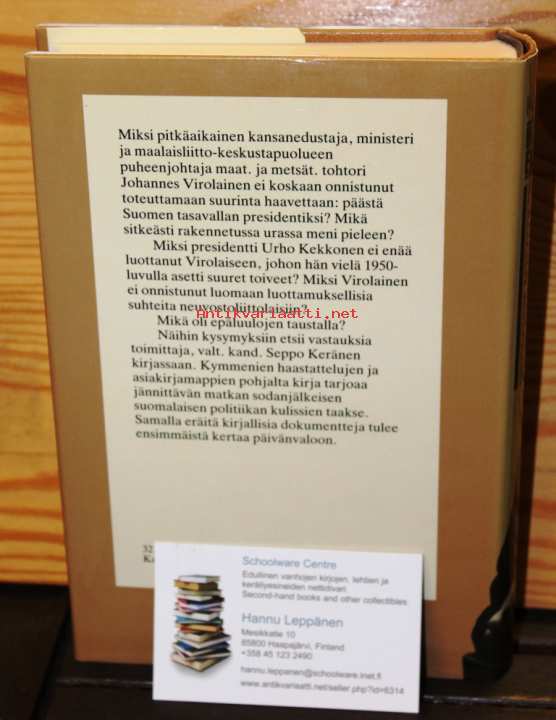 Miksi pitkäaikainen kansanedustaja, ministeri
ja maalaisliitto-keskustapuolueen
puheenjohtaja maat. ja metsät. tohtori
Johannes Virolainen ei koskaan onnistunut
toteuttamaan suurinta haavettaan: päästä
Suomen tasavallan presidentiksi? Mikä
sitkeästi rakennetussa urassa meni pieleen?
Miksi presidentti Urho Kekkonen ei enää
luottanut Virolaiseen, johon hän vielä 1950-
luvulla asetti suuret toiveet? Miksi Virolainen
ei onnistunut luomaan luottamuksellisia
suhteita neuvostoliittolaisiin?
Antikvariaatti.net
Mikä oli epäluulojen taustalla?
Näihin kysymyksiin etsii vastauksia
toimittaja, valt. kand. Seppo Keränen
kirjassaan. Kymmenien haastattelujen ja
asiakirjamappien pohjalta kirja tarjoaa
jännittävän matkan sodanjälkeisen
suomalaisen politiikan kulissien taakse.
Samalla eräitä kirjallisia dokumentteja tulee
ensimmäistä kertaa päivänvaloon.
Schoolware Centre
Edullinen vanhojen kirjojen, lehtien ja
keräilyesineiden nettidivari.
Second-hand books and other collectibles
Hannu Leppänen
Mesikkatie 10
85800 Haapajärvi, Finland
+358 45 123 2490
hannu.leppanen@schoolware.inet.fi
www.antikvariaatti.net/seller.php?id=6314